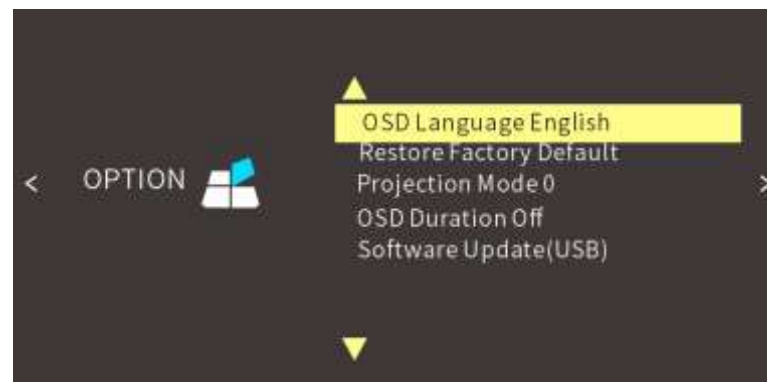 OSD Language English
Restore Factory Default
< OPTION
Projection Mode 0
>
OSD Duration Off
Software Update(USB)